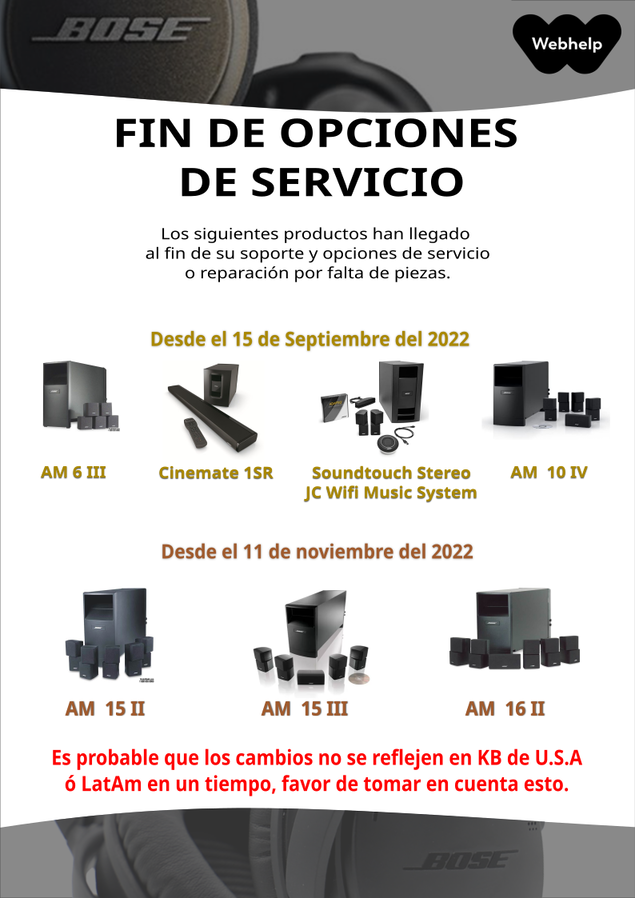 BOSE
Webhelp
FIN DE OPCIONES
DE SERVICIO
Los siguientes productos han llegado
al fin de su soporte y opciones de servicio
o reparación por falta de piezas.
Desde el 15 de Septiembre del 2022
AM 6 III
Cinemate 1SR
Soundtouch Stereo
JC Wifi Music System
AM 10 IV
Desde el 11 de noviembre del 2022
AM 15 II
AM 15 III
AM 16 II
Es probable que los cambios no se reflejen en KB de U.S.A
ó LatAm en un tiempo, favor de tomar en cuenta esto.
BOSE